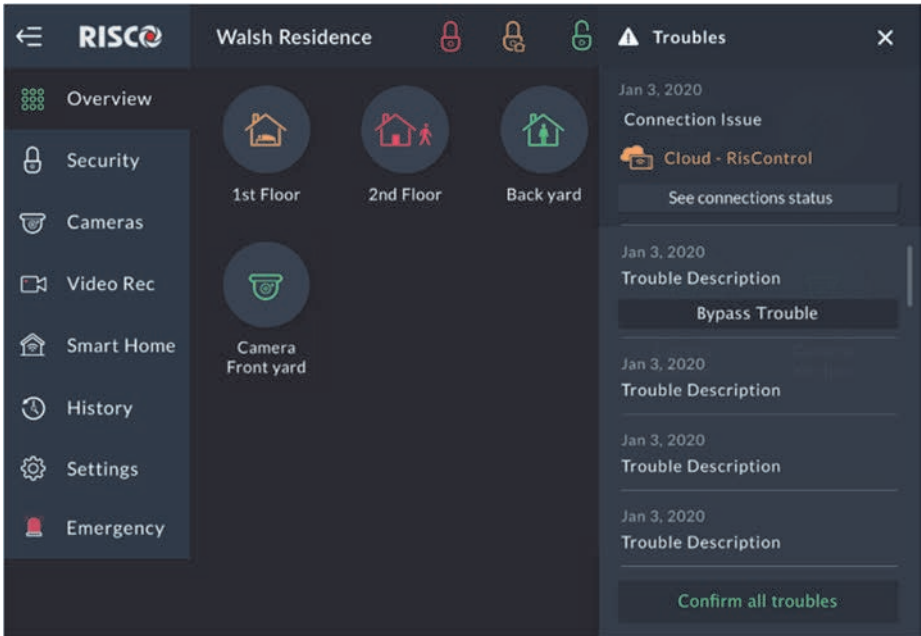 RISCO
Overview
Security
Cameras
Video Rec
Smart Home
History
Settings
Emergency
Walsh Residence
1st Floor
2nd Floor
Back yard
Camera
Front yard
Troubles
Jan 3, 2020
Connection Issue
Cloud - RisControl
See connections status
Jan 3, 2020
Trouble Description
Bypass Trouble
Jan 3, 2020
Trouble Description
Jan 3, 2020
Trouble Description
Jan 3, 2020
Trouble Description
Confirm all troubles